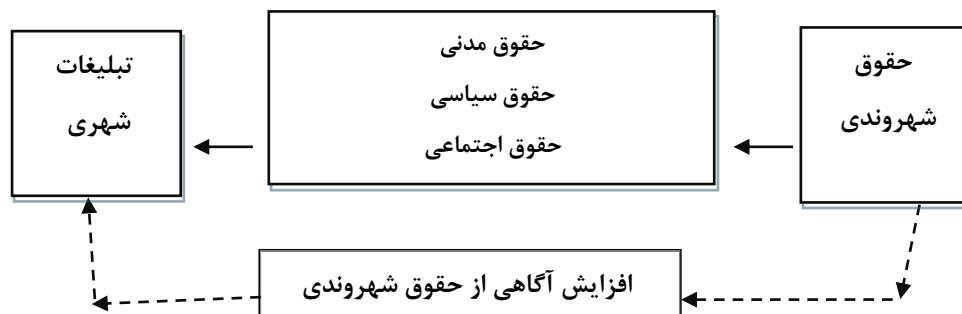 حقوق
شهروندی
حقوق مدنی
حقوق سیاسی
حقوق اجتماعی
تبلیغات
شهری
افزایش آگاهی از حقوق شهروندی